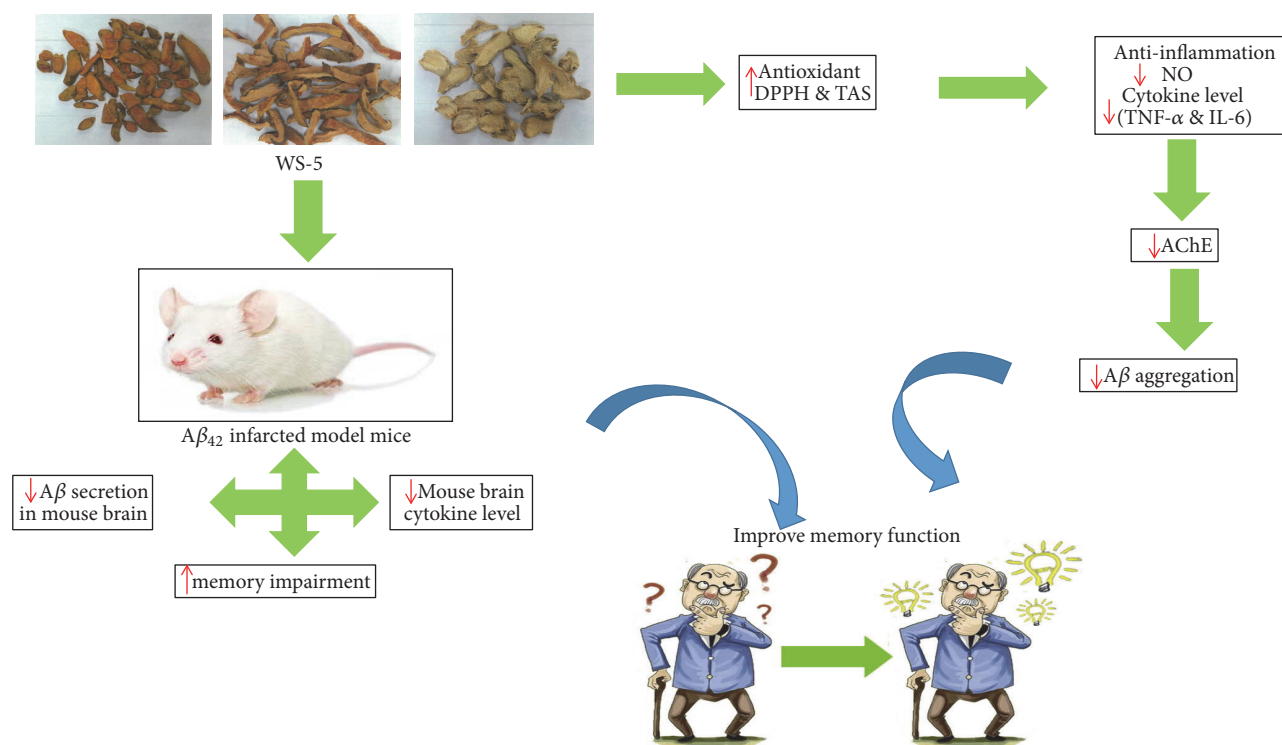 WS-5
↑ Antioxidant
DPPH & TAS
Anti-inflammation
↓ NO
Cytokine level
↓ (TNF-α & IL-6)
↓ AChE
↓ Aβ aggregation
Aβ₄₂ infarcted model mice
↓ Aβ secretion
in mouse brain
↓ Mouse brain
cytokine level
↑ memory impairment
Improve memory function
? ? ?